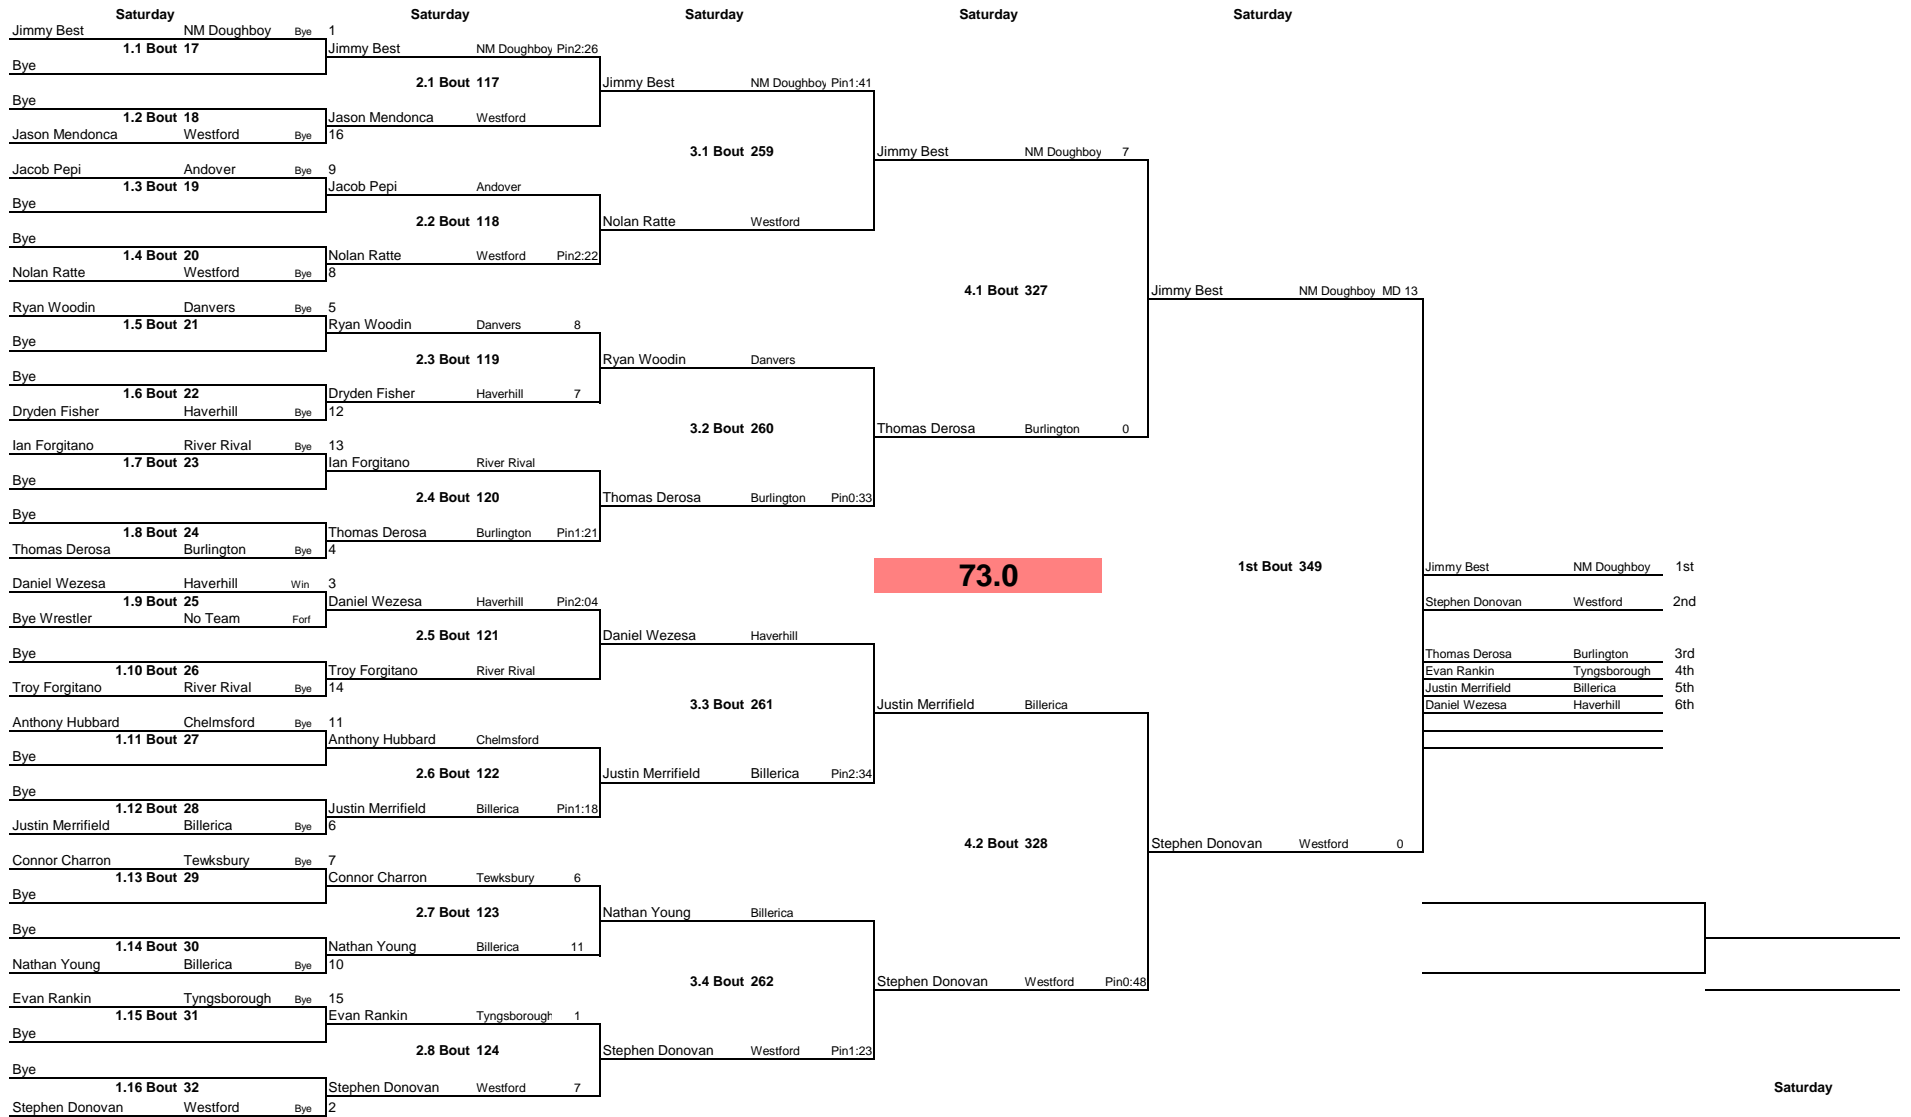 Saturday Saturday Saturday Saturday Saturday
Jimmy Best NM Doughboy Bye 1
1.1 Bout 17 Jimmy Best NM Doughboy Pin2:26
Bye
2.1 Bout 117 Jimmy Best NM Doughboy Pin1:41
Bye
1.2 Bout 18 Jason Mendonca Westford
Jason Mendonca Westford Bye 16
3.1 Bout 259 Jimmy Best NM Doughboy 7
Jacob Pepi Andover Bye 9
1.3 Bout 19 Jacob Pepi Andover
Bye
2.2 Bout 118 Nolan Ratte Westford
Bye
1.4 Bout 20 Nolan Ratte Westford Pin2:22
Nolan Ratte Westford Bye 8
4.1 Bout 327 Jimmy Best NM Doughboy MD 13
Ryan Woodin Danvers Bye 5
1.5 Bout 21 Ryan Woodin Danvers 8
Bye
2.3 Bout 119 Ryan Woodin Danvers
Bye
1.6 Bout 22 Dryden Fisher Haverhill 7
Dryden Fisher Haverhill Bye 12
3.2 Bout 260 Thomas Derosa Burlington 0
Ian Forgitano River Rival Bye 13
1.7 Bout 23 Ian Forgitano River Rival
Bye
2.4 Bout 120 Thomas Derosa Burlington Pin0:33
Bye
1.8 Bout 24 Thomas Derosa Burlington Pin1:21
Thomas Derosa Burlington Bye 4
73.0 1st Bout 349 Jimmy Best NM Doughboy 1st
Daniel Wezesa Haverhill Win 3
1.9 Bout 25 Daniel Wezesa Haverhill Pin2:04 Stephen Donovan Westford 2nd
Bye Wrestler No Team Forf
2.5 Bout 121 Daniel Wezesa Haverhill
Bye Thomas Derosa Burlington 3rd
1.10 Bout 26 Troy Forgitano River Rival Evan Rankin Tyngsborough 4th
Troy Forgitano River Rival Bye 14 Justin Merrifield Billerica 5th
3.3 Bout 261 Justin Merrifield Billerica Daniel Wezesa Haverhill 6th
Anthony Hubbard Chelmsford Bye 11
1.11 Bout 27 Anthony Hubbard Chelmsford
Bye
2.6 Bout 122 Justin Merrifield Billerica Pin2:34
Bye
1.12 Bout 28 Justin Merrifield Billerica Pin1:18
Justin Merrifield Billerica Bye 6
4.2 Bout 328 Stephen Donovan Westford 0
Connor Charron Tewksbury Bye 7
1.13 Bout 29 Connor Charron Tewksbury 6
Bye
2.7 Bout 123 Nathan Young Billerica
Bye
1.14 Bout 30 Nathan Young Billerica 11
Nathan Young Billerica Bye 10
3.4 Bout 262 Stephen Donovan Westford Pin0:48
Evan Rankin Tyngsborough Bye 15
1.15 Bout 31 Evan Rankin Tyngsborough 1
Bye
2.8 Bout 124 Stephen Donovan Westford Pin1:23
Bye
1.16 Bout 32 Stephen Donovan Westford 7 Saturday
Stephen Donovan Westford Bye 2